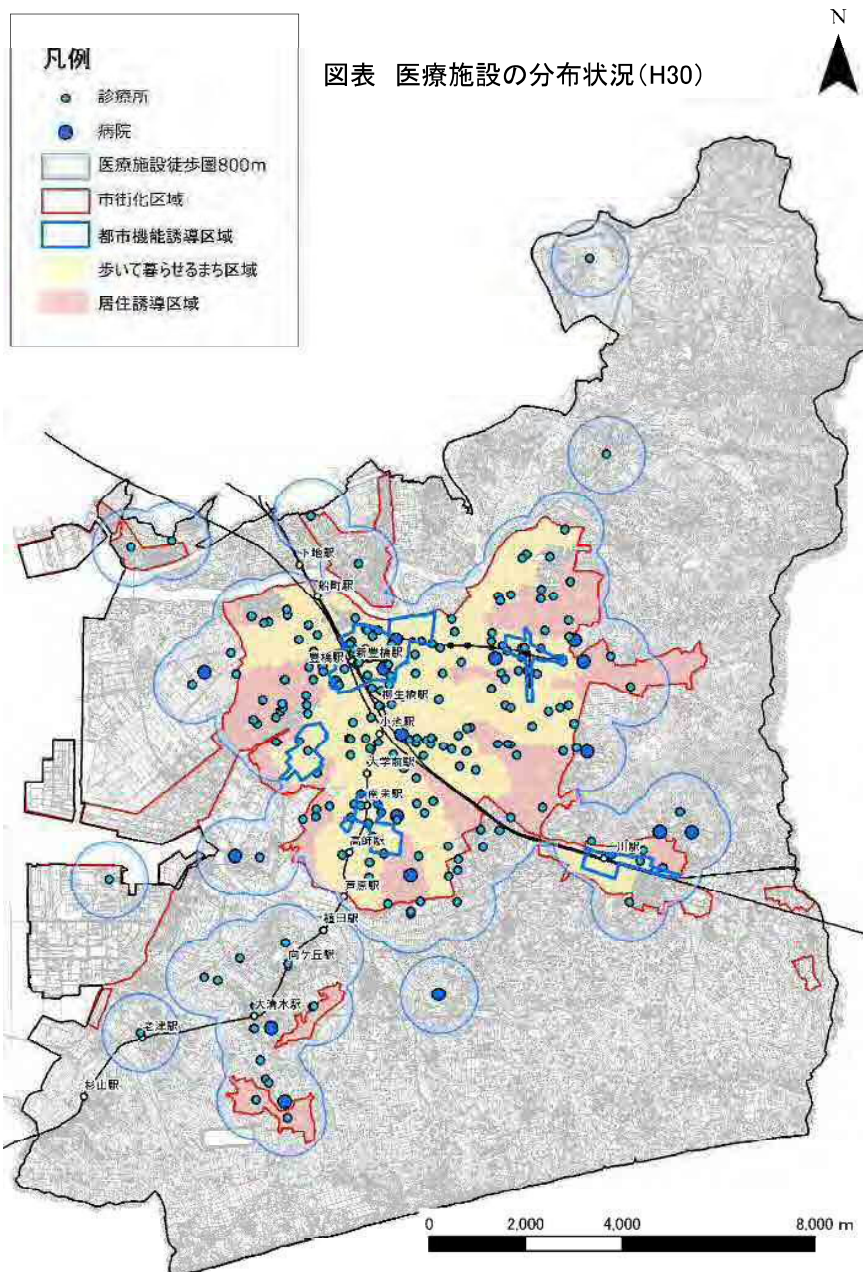 N
図表 医療施設の分布状況(H30)
凡例
診療所
病院
医療施設徒歩圏800m
市街化区域
都市機能誘導区域
歩いて暮らせるまち区域
居住誘導区域
下地駅
船町駅
新豊橋駅
豊橋駅
柳生橋駅
小池駅
大学前駅
南栄駅
高師駅
川駅
芦原駅
植田駅
向ケ丘駅
大清水駅
老津駅
杉山駅
0 2,000 4,000 8,000 m